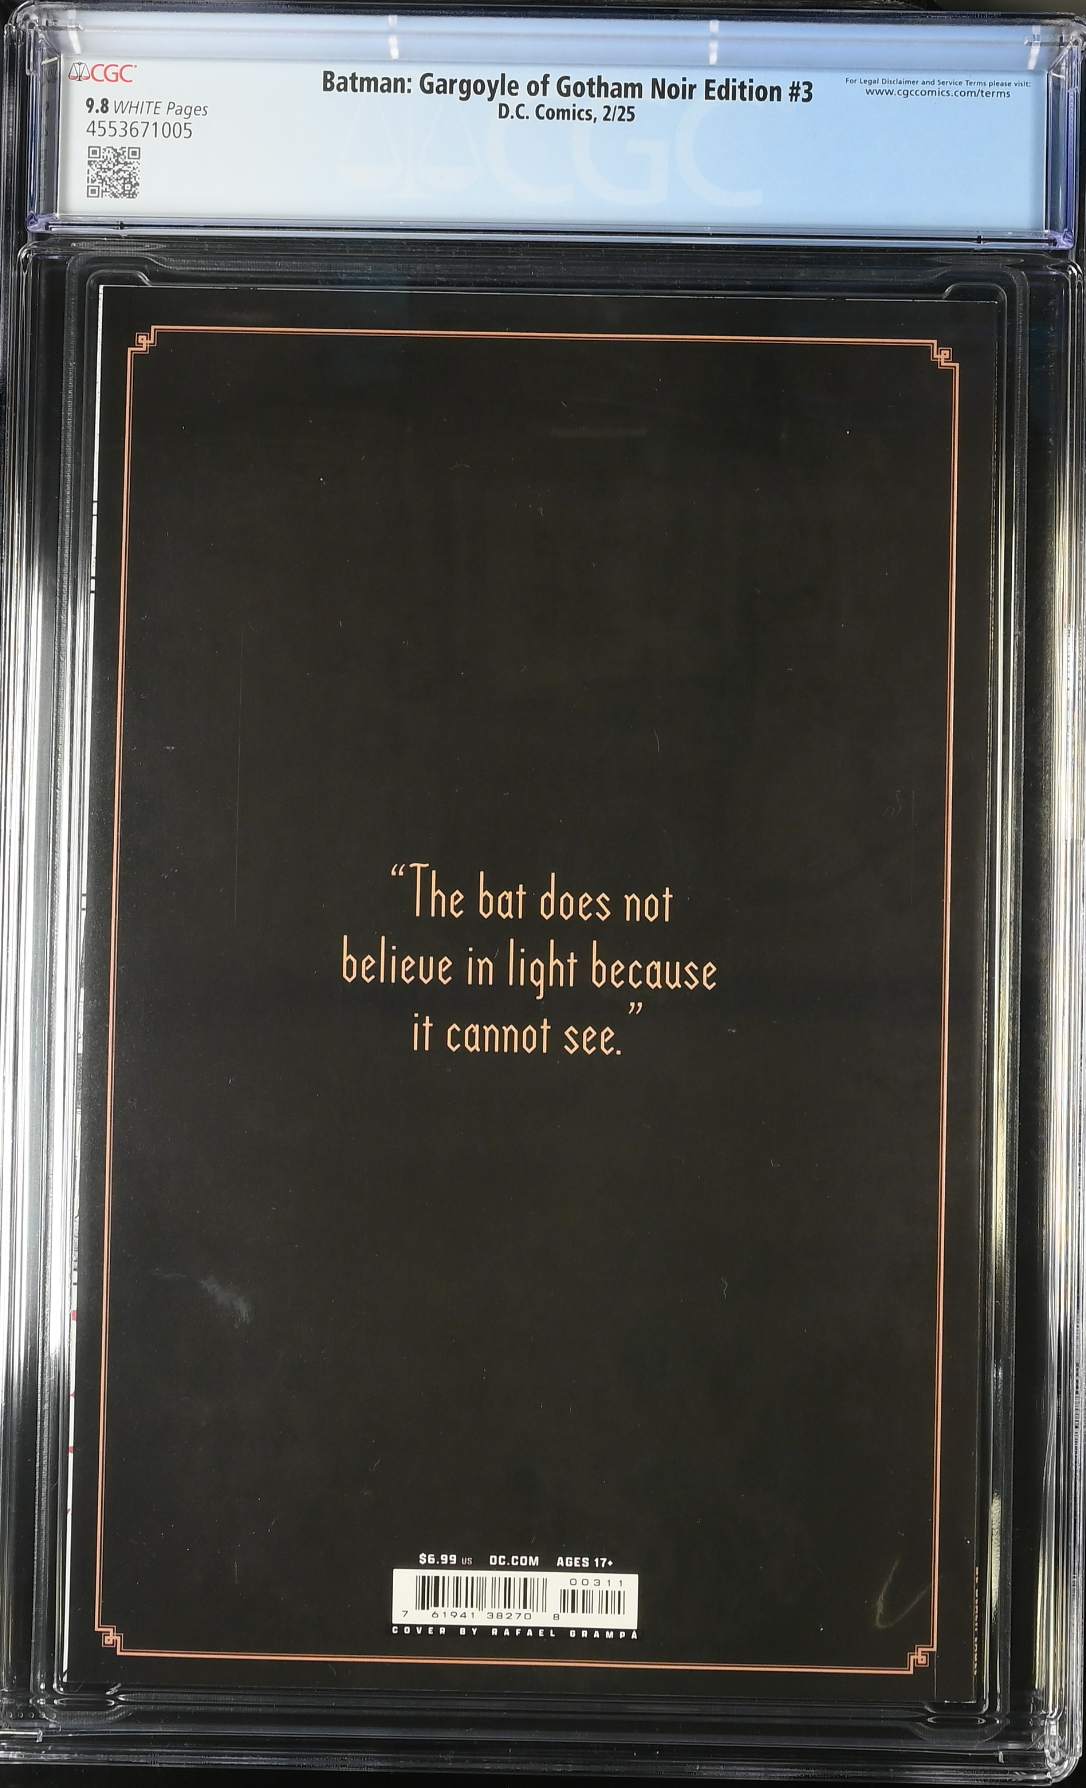 CGC
9.8 WHITE Pages
4553671005
Batman: Gargoyle of Gotham Noir Edition #3
D.C. Comics, 2/25
For Legal Disclaimer and Service Terms please visit:
www.cgccomics.com/terms
CGC
“The bat does not
believe in light because
it cannot see.”
$6.99 US DC.COM AGES 17+
00311
7 61941 38270 8
COVER BY RAFAEL GRAMPÁ